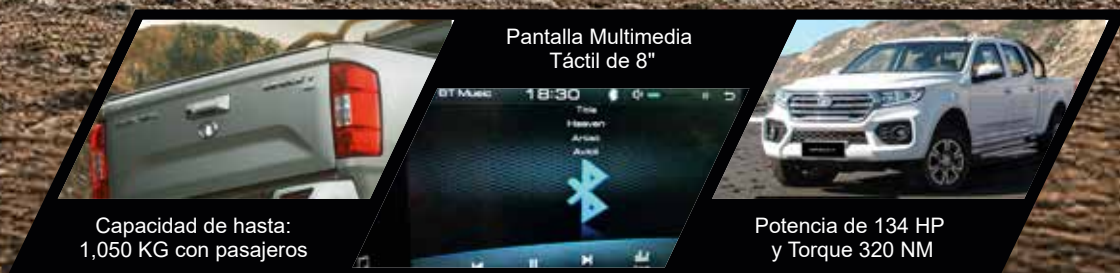 Pantalla Multimedia
Táctil de 8"
BT Music
18:30
Title
Heaven
Artist
Avicii
Capacidad de hasta:
1,050 KG con pasajeros
Potencia de 134 HP
y Torque 320 NM